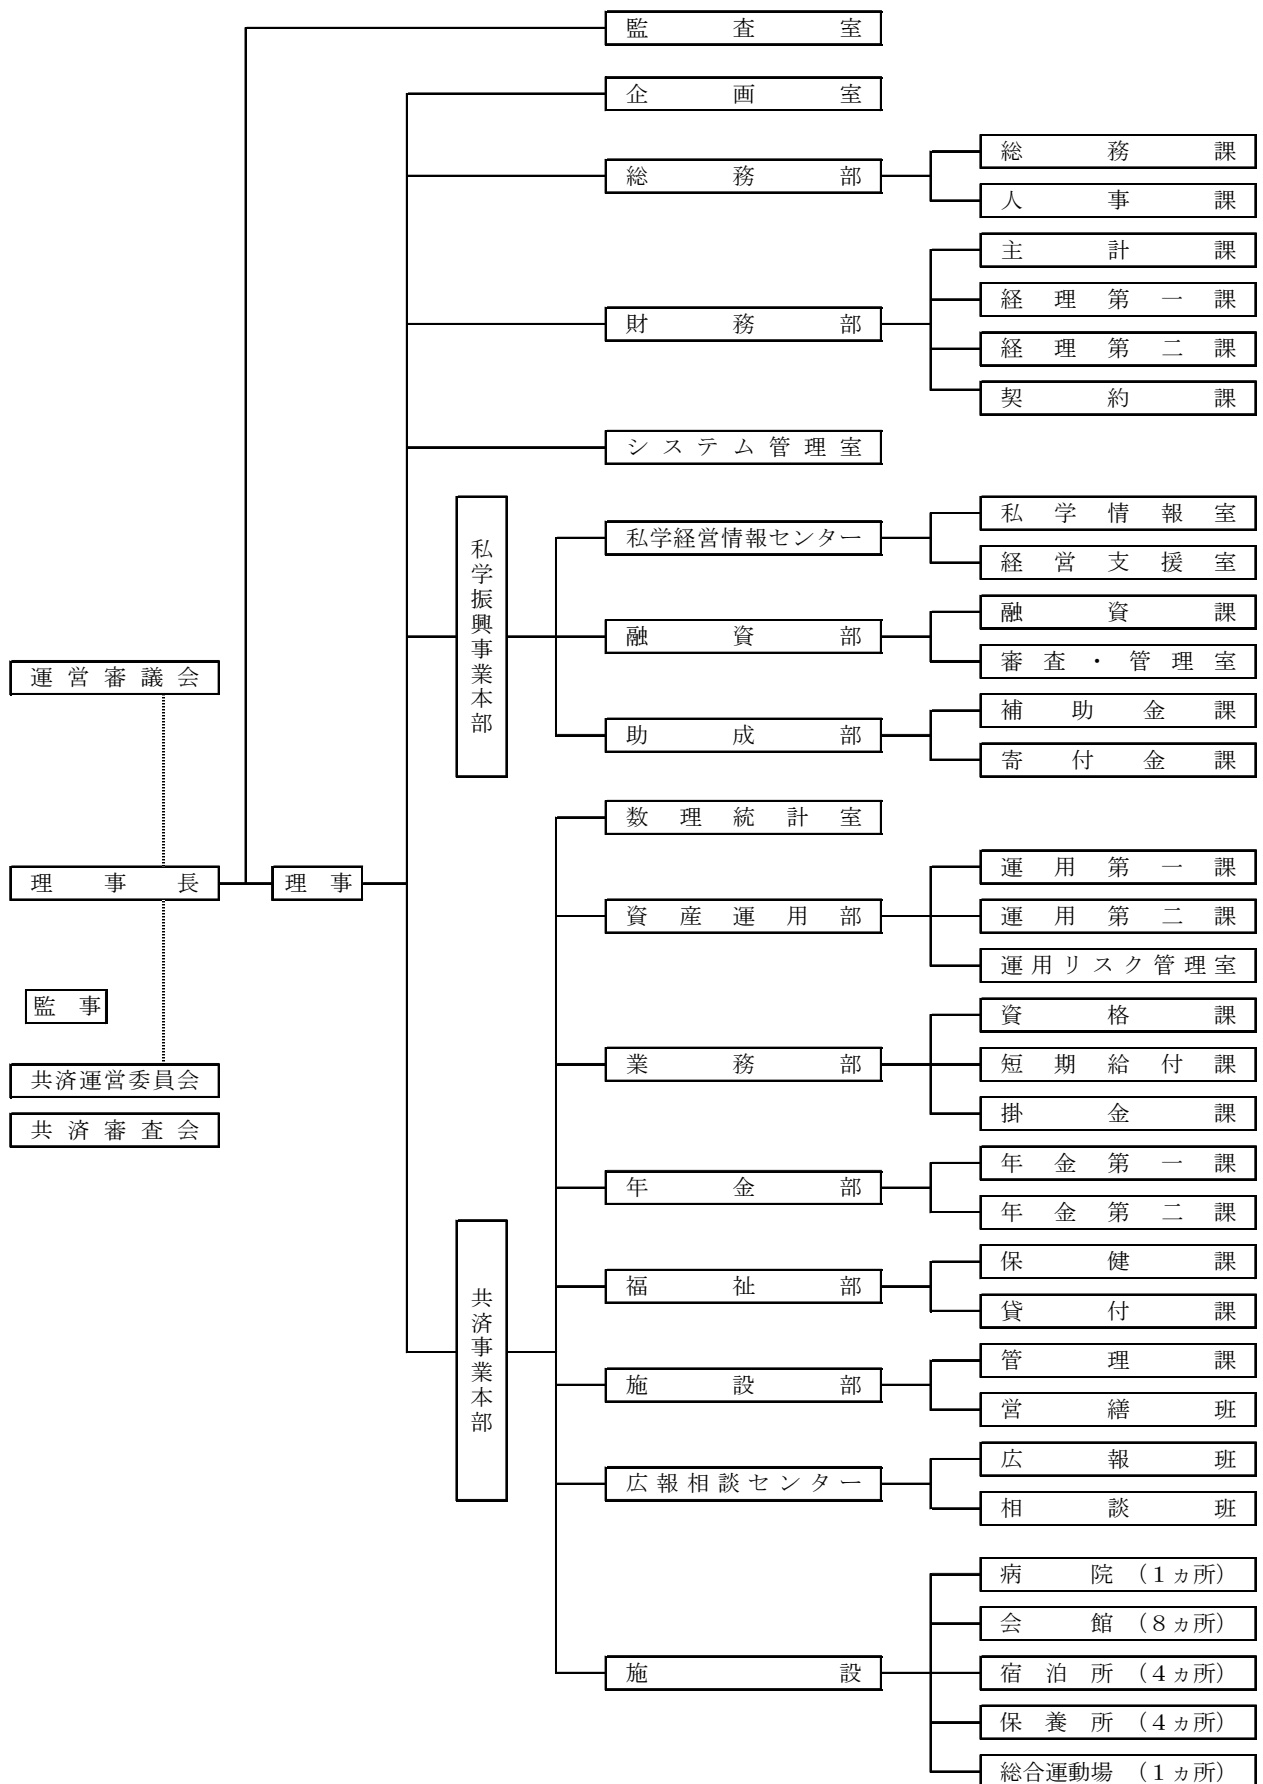 監査室
企画室
総務部
総務課
人事課
財務部
主計課
経理第一課
経理第二課
契約課
システム管理室
私学振興事業本部
私学経営情報センター
私学情報室
経営支援室
融資部
融資課
審査・管理室
助成部
補助金課
寄付金課
運営審議会
理事長
理事
監事
共済運営委員会
共済審査会
共済事業本部
数理統計室
資産運用部
運用第一課
運用第二課
運用リスク管理室
業務部
資格課
短期給付課
掛金課
年金部
年金第一課
年金第二課
福祉部
保健課
貸付課
施設部
管理課
営繕班
広報相談センター
広報班
相談班
施設
病院（1ヵ所）
会館（8ヵ所）
宿泊所（4ヵ所）
保養所（4ヵ所）
総合運動場（1ヵ所）